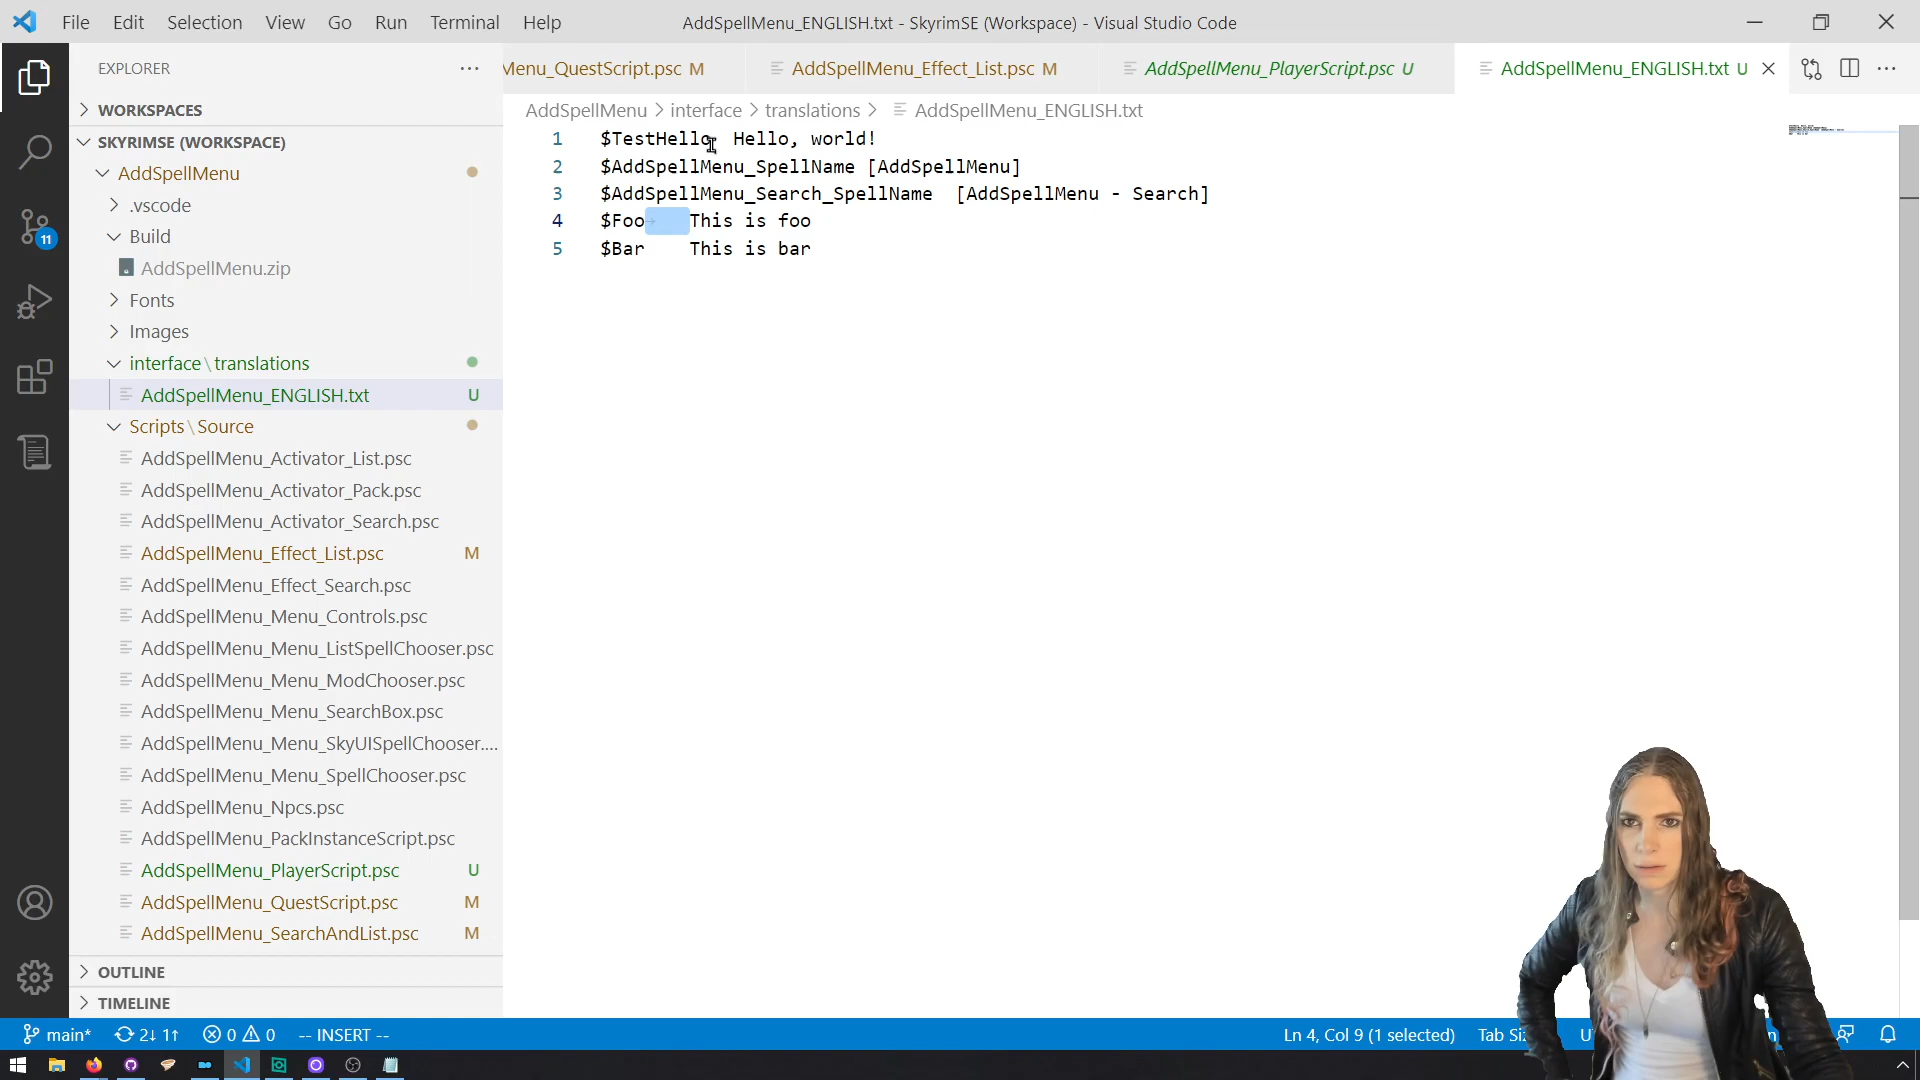 File Edit Selection View Go Run Terminal Help
AddSpellMenu_ENGLISH.txt - SkyrimSE (Workspace) - Visual Studio Code
EXPLORER
Menu_QuestScript.psc M
AddSpellMenu_Effect_List.psc M
AddSpellMenu_PlayerScript.psc U
AddSpellMenu_ENGLISH.txt U
WORKSPACES
AddSpellMenu > interface > translations > AddSpellMenu_ENGLISH.txt
SKYRIMSE (WORKSPACE)
AddSpellMenu
.vscode
Build
AddSpellMenu.zip
Fonts
Images
interface\translations
AddSpellMenu_ENGLISH.txt U
Scripts\Source
AddSpellMenu_Activator_List.psc
AddSpellMenu_Activator_Pack.psc
AddSpellMenu_Activator_Search.psc
AddSpellMenu_Effect_List.psc M
AddSpellMenu_Effect_Search.psc
AddSpellMenu_Menu_Controls.psc
AddSpellMenu_Menu_ListSpellChooser.psc
AddSpellMenu_Menu_ModChooser.psc
AddSpellMenu_Menu_SearchBox.psc
AddSpellMenu_Menu_SkyUISpellChooser....
AddSpellMenu_Menu_SpellChooser.psc
AddSpellMenu_Npcs.psc
AddSpellMenu_PackInstanceScript.psc
AddSpellMenu_PlayerScript.psc U
AddSpellMenu_QuestScript.psc M
AddSpellMenu_SearchAndList.psc M
OUTLINE
TIMELINE
11
1 $TestHello Hello, world!
2 $AddSpellMenu_SpellName [AddSpellMenu]
3 $AddSpellMenu_Search_SpellName [AddSpellMenu - Search]
4 $Foo→ This is foo
5 $Bar This is bar
main* 2↓ 1↑ 0 0 -- INSERT -- Ln 4, Col 9 (1 selected) Tab